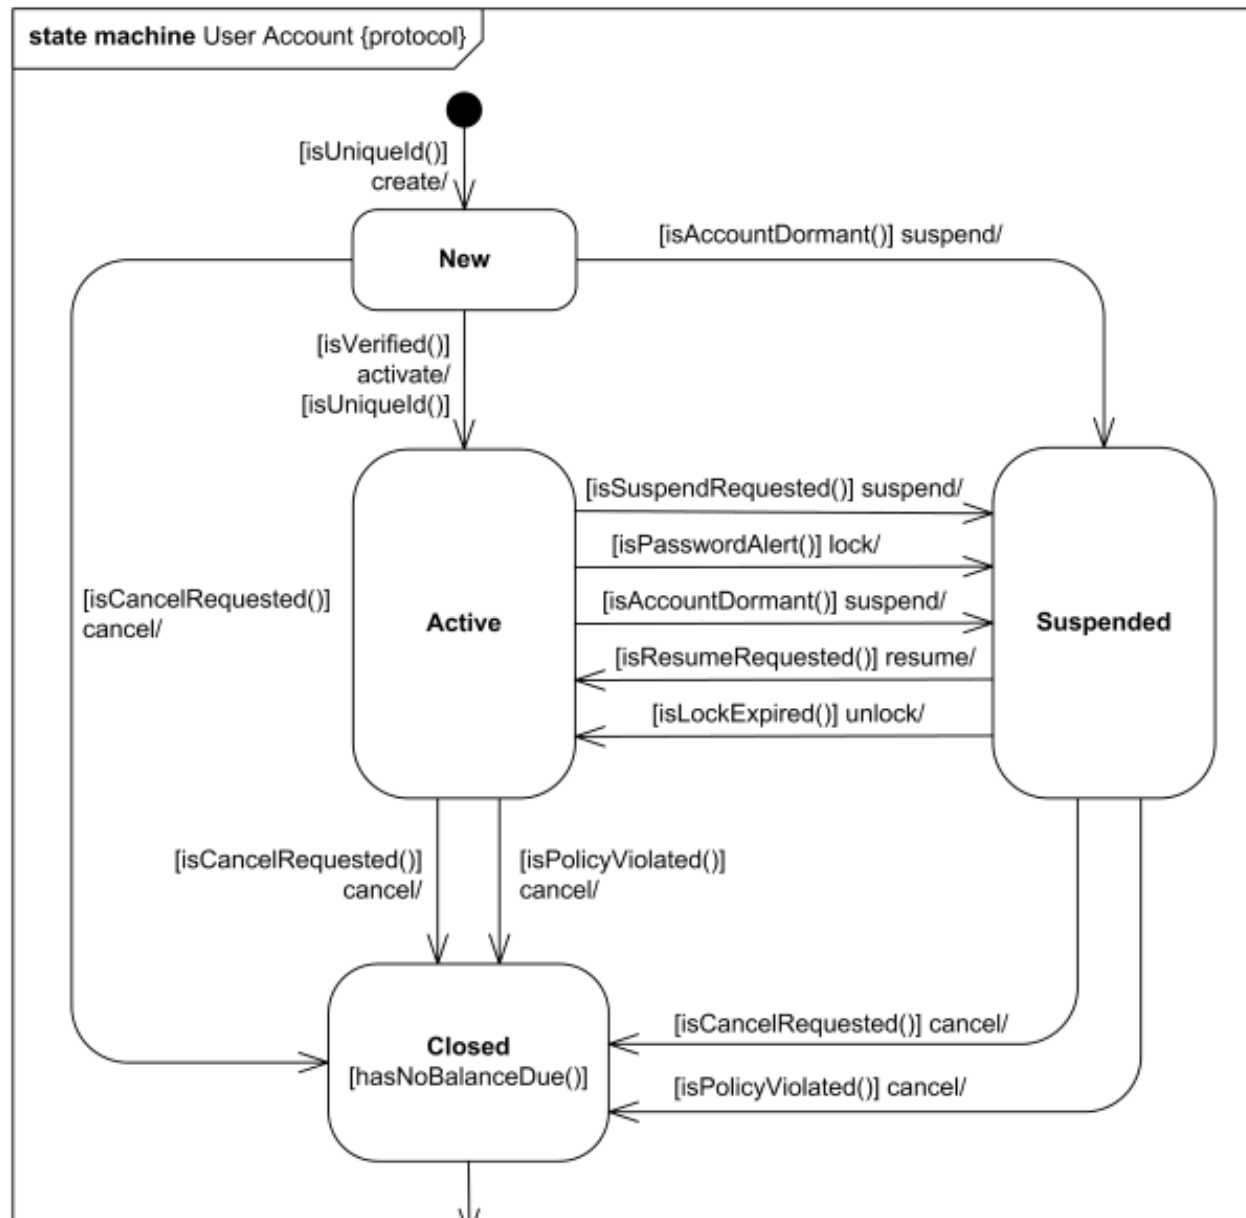 state machine User Account {protocol}
[isUniqueId()]
create/
[isAccountDormant()] suspend/
New
[isVerified()]
activate/
[isUniqueId()]
[isSuspendRequested()] suspend/
[isPasswordAlert()] lock/
[isCancelRequested()]
cancel/
[isAccountDormant()] suspend/
Active
Suspended
[isResumeRequested()] resume/
[isLockExpired()] unlock/
[isCancelRequested()]
cancel/
[isPolicyViolated()]
cancel/
[isCancelRequested()] cancel/
Closed
[hasNoBalanceDue()]
[isPolicyViolated()] cancel/